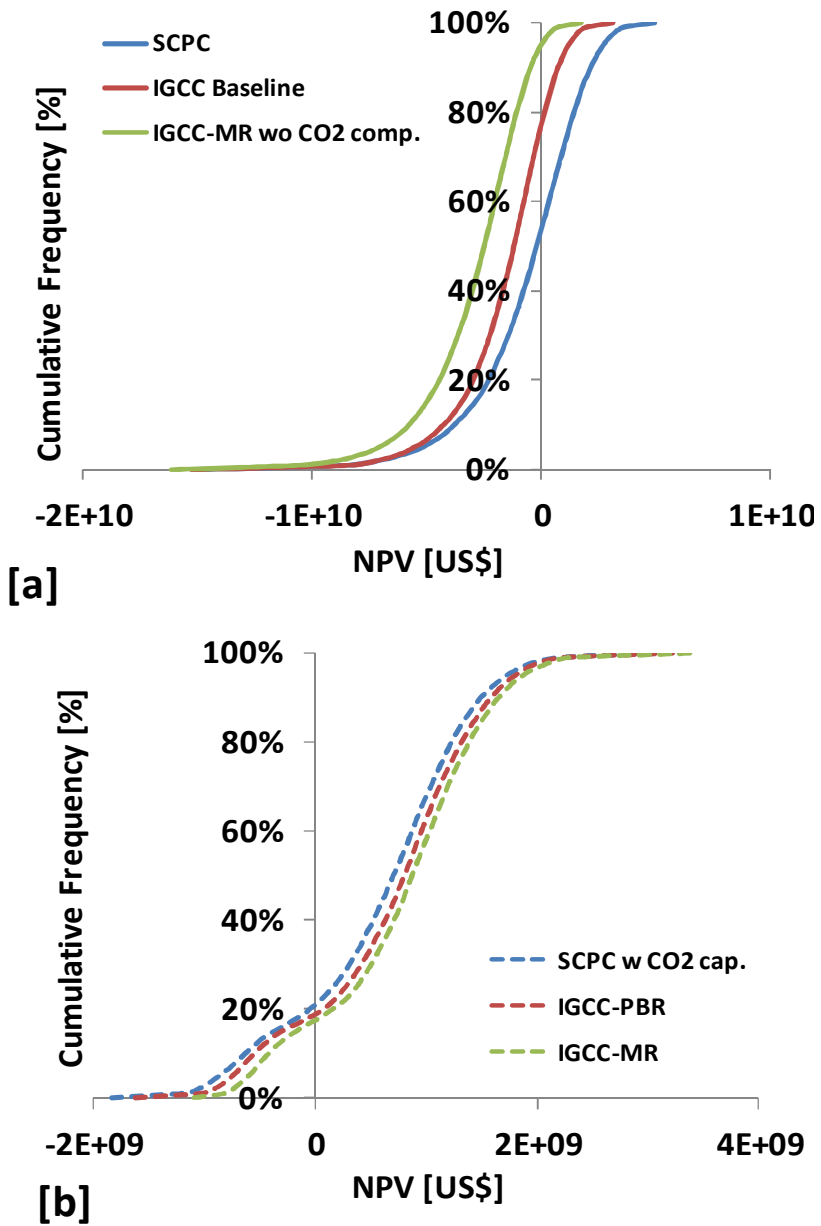 100%
SCPC
IGCC Baseline
80%
IGCC-MR wo CO2 comp.
60%
40%
20%
0%
Cumulative Frequency [%]
-2E+10 -1E+10 0 1E+10
NPV [US$]
[a]
100%
80%
60%
40%
20%
0%
Cumulative Frequency [%]
SCPC w CO2 cap.
IGCC-PBR
IGCC-MR
-2E+09 0 2E+09 4E+09
NPV [US$]
[b]